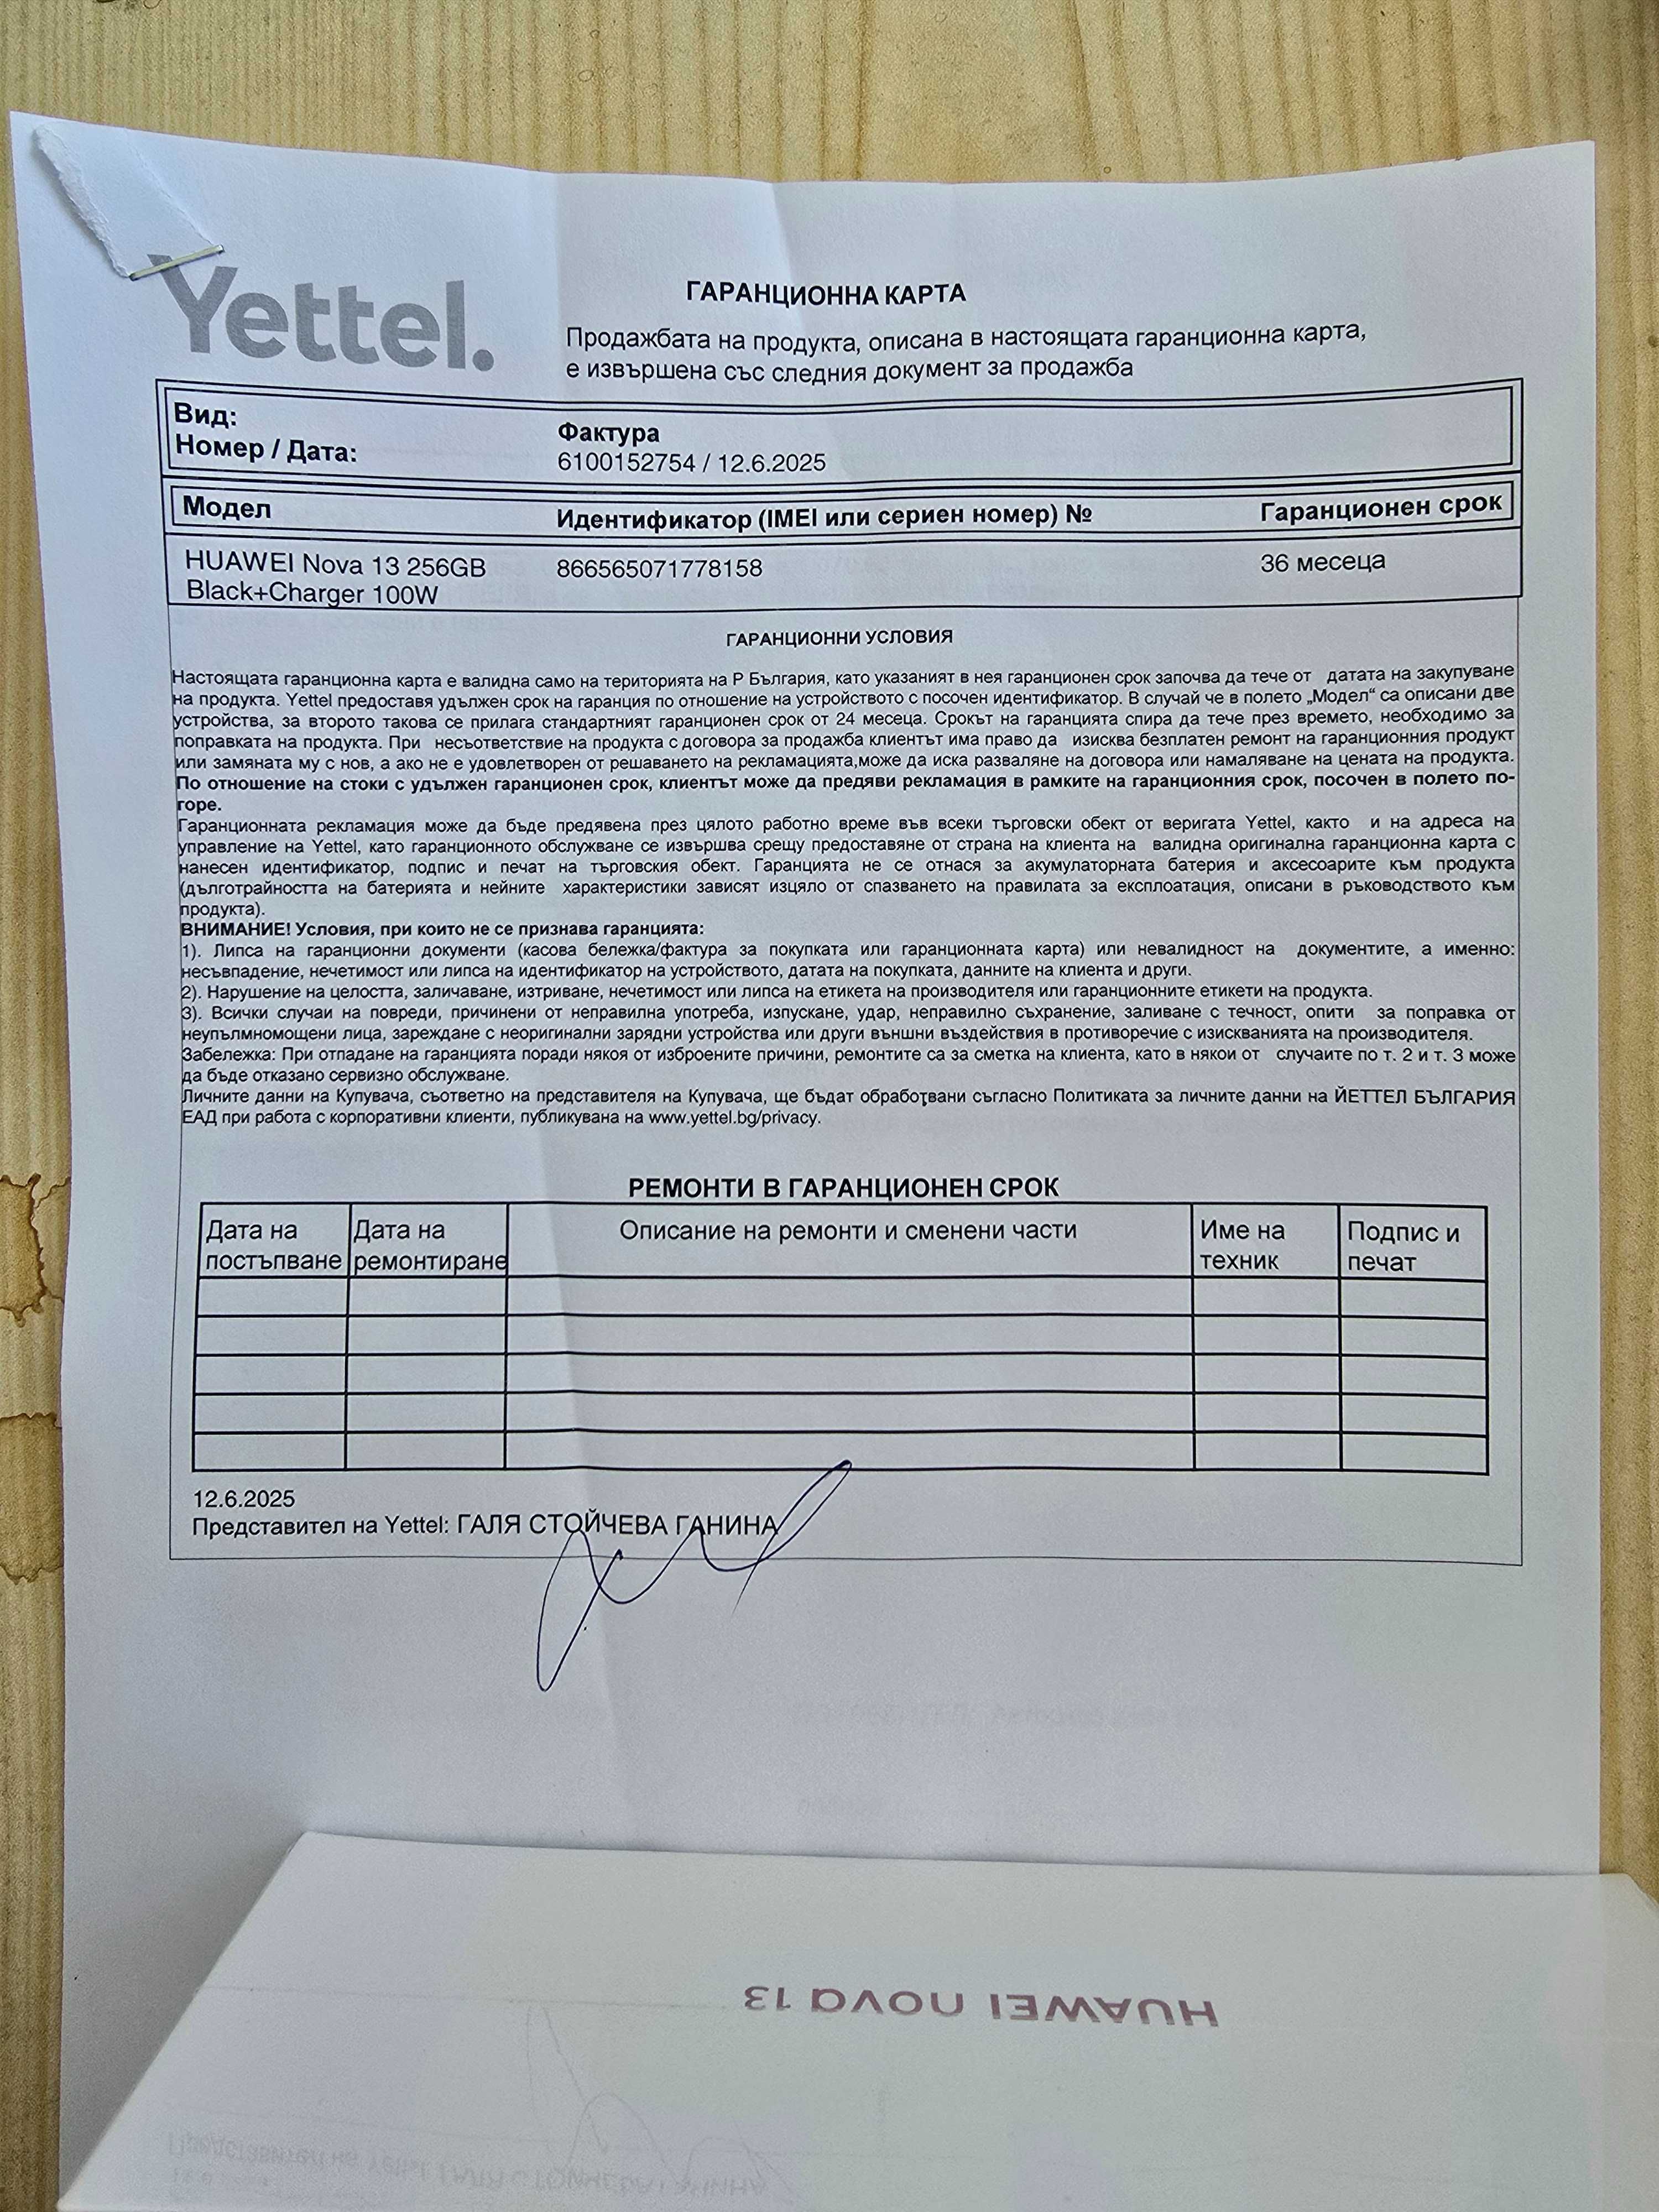 Yettel.
ГАРАНЦИОННА КАРТА
Продажбата на продукта, описана в настоящата гаранционна карта,
е извършена със следния документ за продажба
Вид:
Фактура
Номер / Дата:
6100152754 / 12.6.2025
Модел Идентификатор (IMEI или сериен номер) № Гаранционен срок
HUAWEI Nova 13 256GB 866565071778158 36 месеца
Black+Charger 100W
ГАРАНЦИОННИ УСЛОВИЯ
Настоящата гаранционна карта е валидна само на територията на Р България, като указаният в нея гаранционен срок започва да тече от датата на закупуване
на продукта. Yettel предоставя удължен срок на гаранция по отношение на устройството с посочен идентификатор. В случай че в полето „Модел“ са описани две
устройства, за второто такова се прилага стандартният гаранционен срок от 24 месеца. Срокът на гаранцията спира да тече през времето, необходимо за
поправката на продукта. При несъответствие на продукта с договора за продажба клиентът има право да изисква безплатен ремонт на гаранционния продукт
или замяната му с нов, а ако не е удовлетворен от решаването на рекламацията,може да иска разваляне на договора или намаляване на цената на продукта.
По отношение на стоки с удължен гаранционен срок, клиентът може да предяви рекламация в рамките на гаранционния срок, посочен в полето по-
горе.
Гаранционната рекламация може да бъде предявена през цялото работно време във всеки търговски обект от веригата Yettel, както и на адреса на
управление на Yettel, като гаранционното обслужване се извършва срещу предоставяне от страна на клиента на валидна оригинална гаранционна карта с
нанесен идентификатор, подпис и печат на търговския обект. Гаранцията не се отнася за акумулаторната батерия и аксесоарите към продукта
(дълготрайността на батерията и нейните характеристики зависят изцяло от спазването на правилата за експлоатация, описани в ръководството към
продукта).
ВНИМАНИЕ! Условия, при които не се признава гаранцията:
1). Липса на гаранционни документи (касова бележка/фактура за покупката или гаранционната карта) или невалидност на документите, а именно:
несъвпадение, нечетимост или липса на идентификатор на устройството, датата на покупката, данните на клиента и други.
2). Нарушение на целостта, заличаване, изтриване, нечетимост или липса на етикета на производителя или гаранционните етикети на продукта.
3). Всички случаи на повреди, причинени от неправилна употреба, изпускане, удар, неправилно съхранение, заливане с течност, опити за поправка от
неупълмномощени лица, зареждане с неоригинални зарядни устройства или други външни въздействия в противоречие с изискванията на производителя.
Забележка: При отпадане на гаранцията поради някоя от изброените причини, ремонтите са за сметка на клиента, като в някои от случаите по т. 2 и т. 3 може
да бъде отказано сервизно обслужване.
Личните данни на Купувача, съответно на представителя на Купувача, ще бъдат обработвани съгласно Политиката за личните данни на ЙЕТТЕЛ БЪЛГАРИЯ
ЕАД при работа с корпоративни клиенти, публикувана на www.yettel.bg/privacy.
РЕМОНТИ В ГАРАНЦИОНЕН СРОК
Дата на постъпване
Дата на ремонтиране
Описание на ремонти и сменени части
Име на техник
Подпис и печат
12.6.2025
Представител на Yettel: ГАЛЯ СТОЙЧЕВА ГАНИНА
HUAWEI nova 13